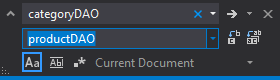 categoryDAO
productDAO
Aa Ab .* Current Document